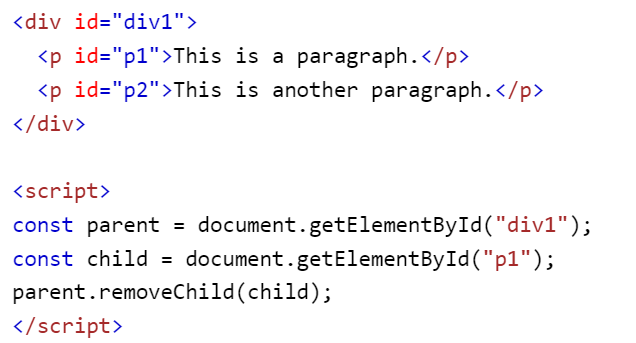 <div id="div1">
  <p id="p1">This is a paragraph.</p>
  <p id="p2">This is another paragraph.</p>
</div>

<script>
const parent = document.getElementById("div1");
const child = document.getElementById("p1");
parent.removeChild(child);
</script>